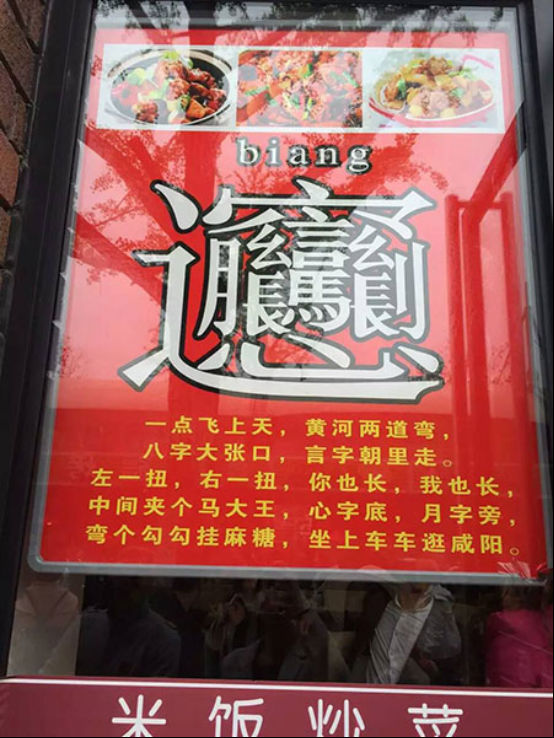 biang
𰻞
一点飞上天，黄河两道弯，
八字大张口，言字朝里走。
左一扭，右一扭，你也长，我也长，
中间夹个马大王，心字底，月字旁，
弯个勾勾挂麻糖，坐上车车逛咸阳。
米饭炒菜